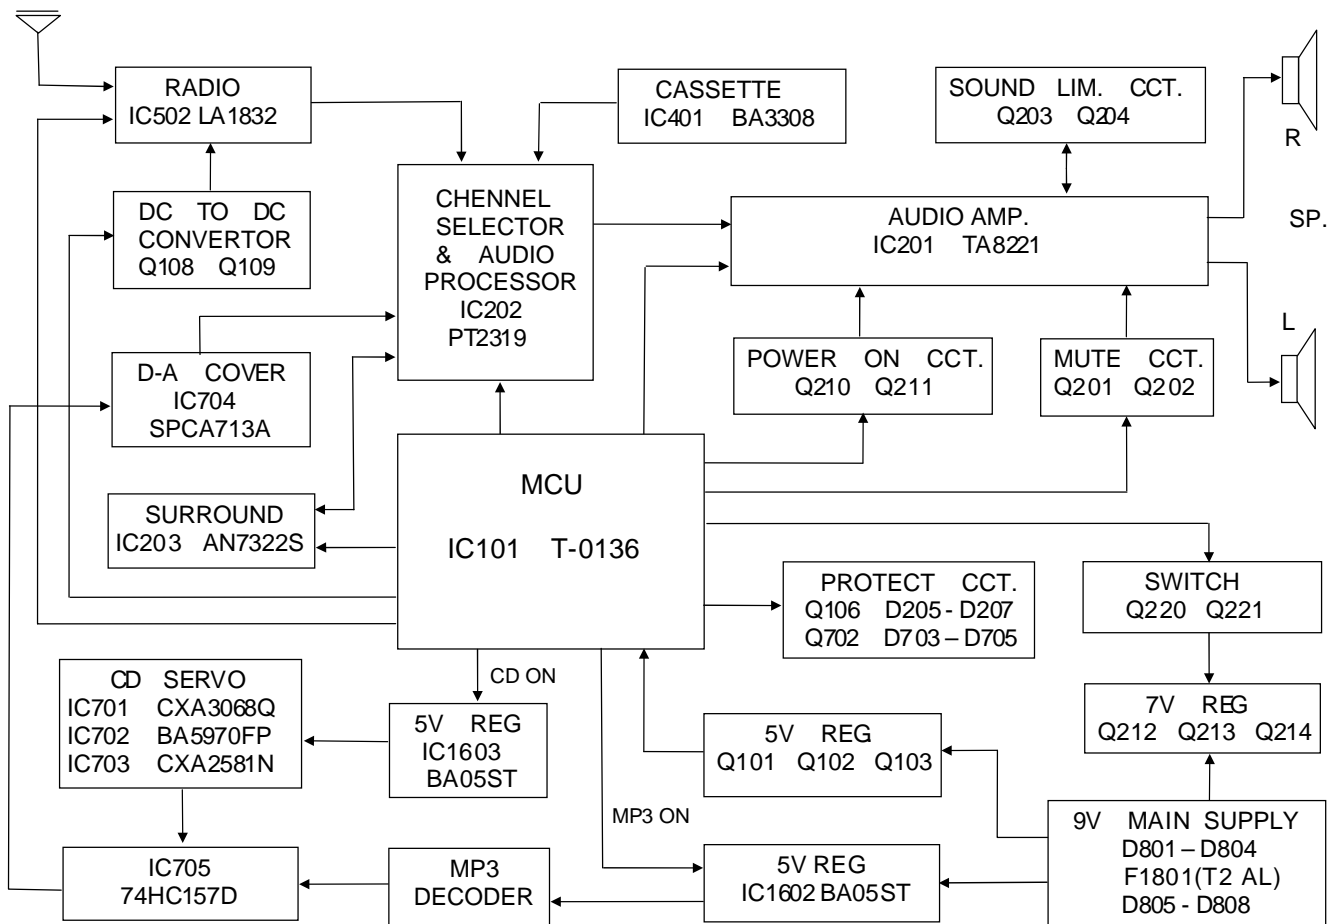 RADIO
IC502 LA1832
CASSETTE
IC401 BA3308
SOUND LIM. CCT.
Q203 Q204
R
DC TO DC
CONVERTOR
Q108 Q109
CHENNEL
SELECTOR
& AUDIO
PROCESSOR
IC202
PT2319
AUDIO AMP.
IC201 TA8221
SP.
L
D-A COVER
IC704
SPCA713A
POWER ON CCT.
Q210 Q211
MUTE CCT.
Q201 Q202
MCU
IC101 T-0136
SURROUND
IC203 AN7322S
PROTECT CCT.
Q106 D205-D207
Q702 D703–D705
SWITCH
Q220 Q221
CD SERVO
IC701 CXA3068Q
IC702 BA5970FP
IC703 CXA2581N
CD ON
5V REG
IC1603
BA05ST
5V REG
Q101 Q102 Q103
7V REG
Q212 Q213 Q214
MP3 ON
9V MAIN SUPPLY
D801–D804
F1801(T2 AL)
D805-D808
IC705
74HC157D
MP3
DECODER
5V REG
IC1602 BA05ST